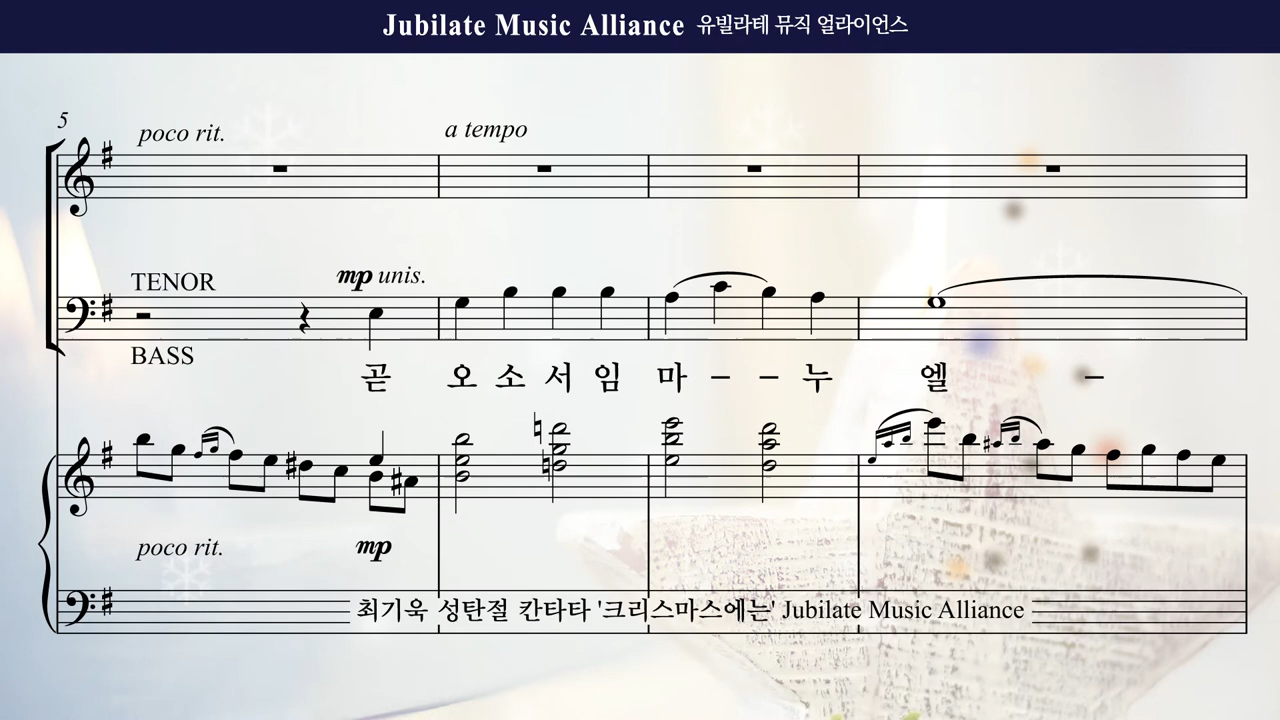 Jubilate Music Alliance 유빌라테 뮤직 얼라이언스
5
poco rit. a tempo
TENOR mp unis.
BASS
곧 오 소 서 임 마 – – 누 엘 –
poco rit. mp
최기욱 성탄절 칸타타 '크리스마스에는' Jubilate Music Alliance